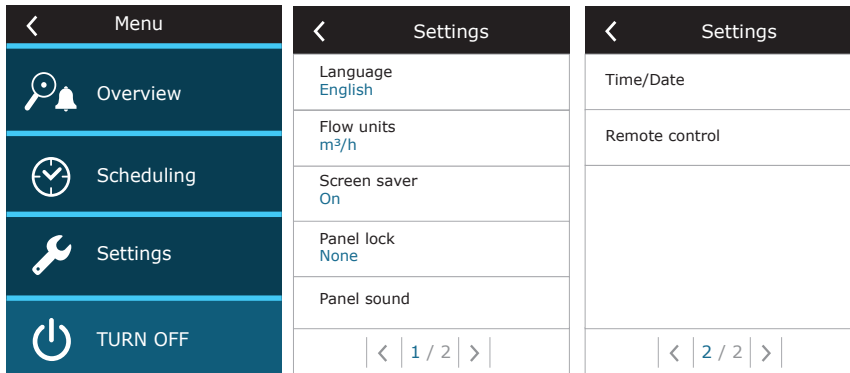 Menu
Overview
Scheduling
Settings
TURN OFF
Settings
Language
English
Flow units
m³/h
Screen saver
On
Panel lock
None
Panel sound
1 / 2
Settings
Time/Date
Remote control
2 / 2